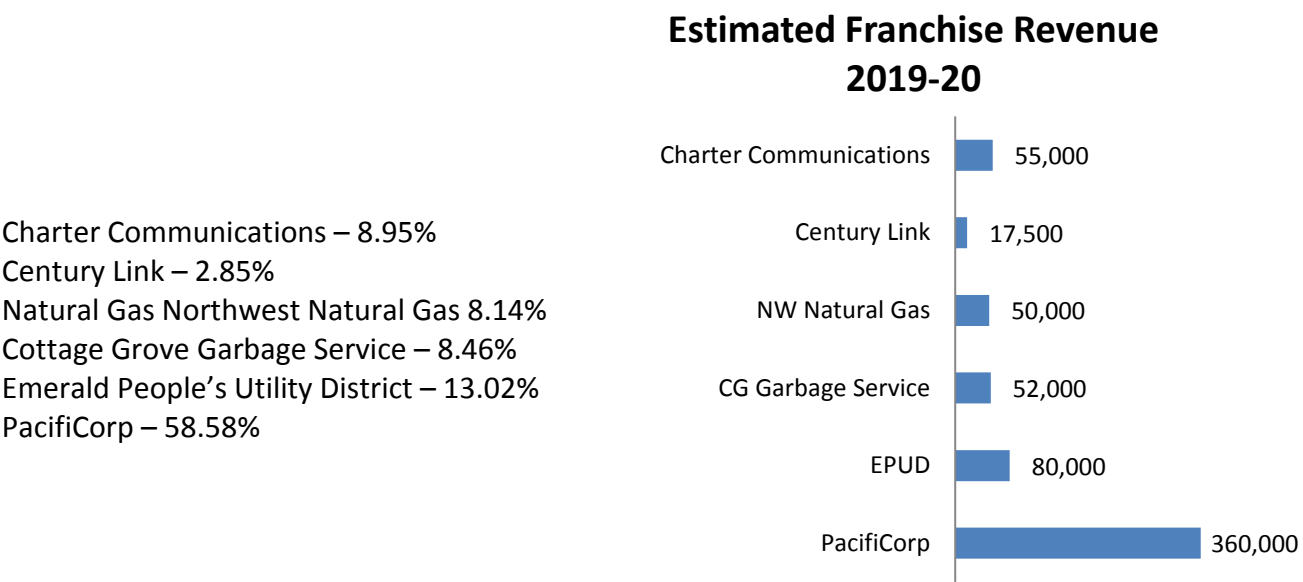 Estimated Franchise Revenue
2019-20
Charter Communications – 8.95%
Century Link – 2.85%
Natural Gas Northwest Natural Gas 8.14%
Cottage Grove Garbage Service – 8.46%
Emerald People’s Utility District – 13.02%
PacifiCorp – 58.58%
Charter Communications 55,000
Century Link 17,500
NW Natural Gas 50,000
CG Garbage Service 52,000
EPUD 80,000
PacifiCorp 360,000